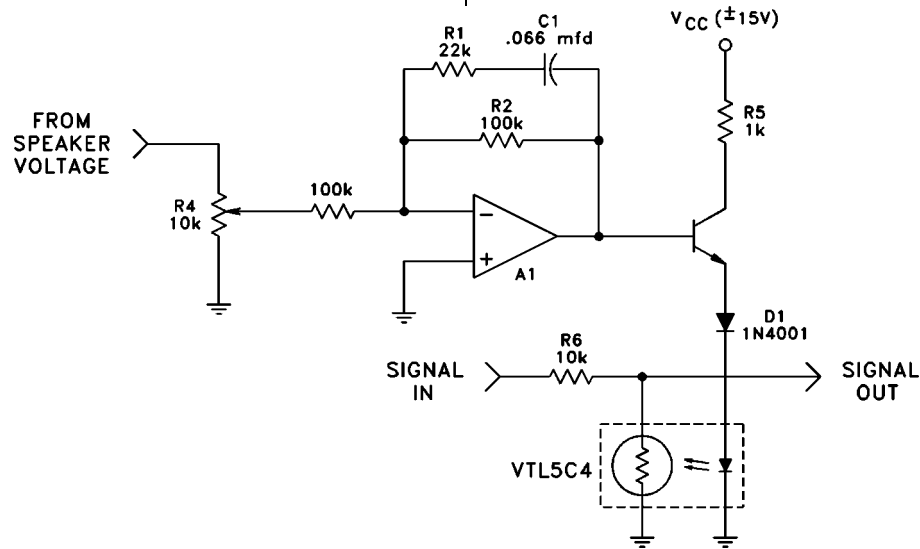 C1
.066 mfd
R1
22k
VCC (±15V)
R2
100k
R5
1k
FROM
SPEAKER
VOLTAGE
100k
R4
10k
−
+
A1
D1
1N4001
R6
10k
SIGNAL
IN
SIGNAL
OUT
VTL5C4